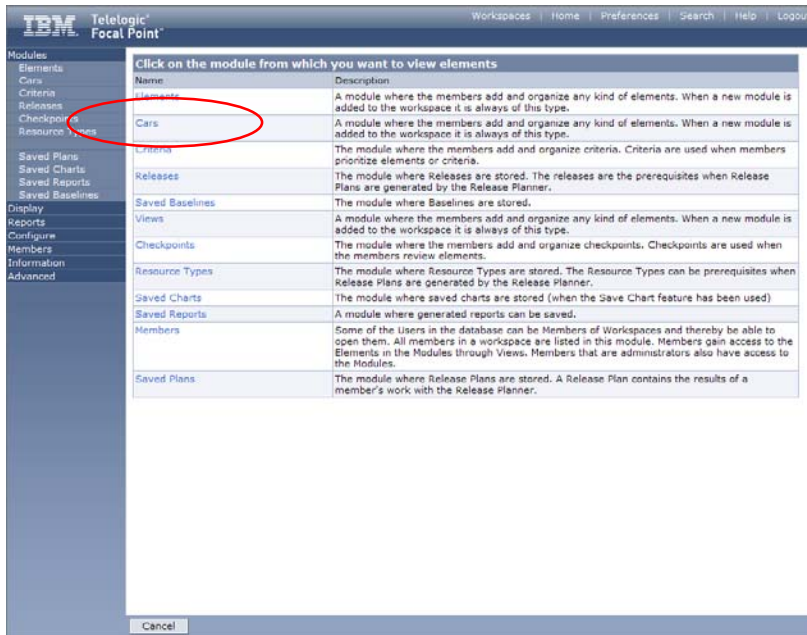 IBM. Telelogic® Focal Point™
Workspaces | Home | Preferences | Search | Help | Logou
Modules
Elements
Cars
Criteria
Releases
Checkpoints
Resource Types
Saved Plans
Saved Charts
Saved Reports
Saved Baselines
Display
Reports
Configure
Members
Information
Advanced
Click on the module from which you want to view elements
Name Description
Elements A module where the members add and organize any kind of elements. When a new module is
added to the workspace it is always of this type.
Cars A module where the members add and organize any kind of elements. When a new module is
added to the workspace it is always of this type.
Criteria The module where the members add and organize criteria. Criteria are used when members
prioritize elements or criteria.
Releases The module where Releases are stored. The releases are the prerequisites when Release
Plans are generated by the Release Planner.
Saved Baselines The module where Baselines are stored.
Views A module where the members add and organize any kind of elements. When a new module is
added to the workspace it is always of this type.
Checkpoints The module where the members add and organize checkpoints. Checkpoints are used when
the members review elements.
Resource Types The module where Resource Types are stored. The Resource Types can be prerequisites when
Release Plans are generated by the Release Planner.
Saved Charts The module where saved charts are stored (when the Save Chart feature has been used)
Saved Reports A module where generated reports can be saved.
Members Some of the Users in the database can be Members of Workspaces and thereby be able to
open them. All members in a workspace are listed in this module. Members gain access to the
Elements in the Modules through Views. Members that are administrators also have access to
the Modules.
Saved Plans The module where Release Plans are stored. A Release Plan contains the results of a
member's work with the Release Planner.
Cancel